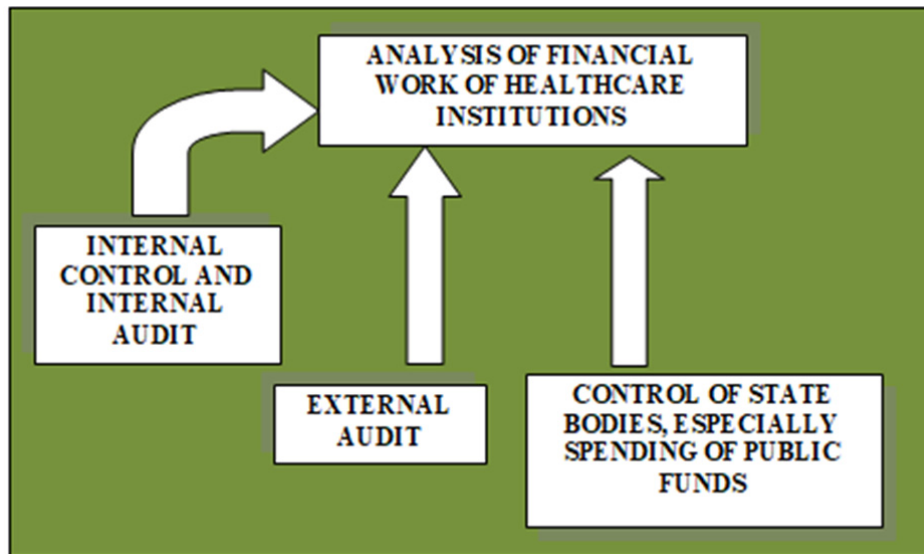 ANALYSIS OF FINANCIAL
WORK OF HEALTHCARE
INSTITUTIONS
INTERNAL
CONTROL AND
INTERNAL
AUDIT
EXTERNAL
AUDIT
CONTROL OF STATE
BODIES, ESPECIALLY
SPENDING OF PUBLIC
FUNDS